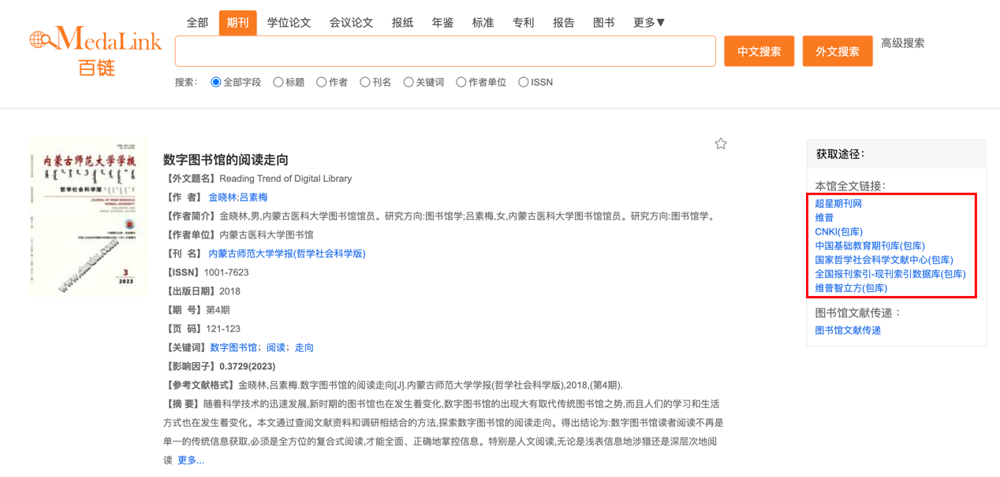 全部 期刊 学位论文 会议论文 报纸 年鉴 标准 专利 报告 图书 更多▼
MedaLink
百链
中文搜索 外文搜索 高级搜索
搜索: 全部字段 标题 作者 刊名 关键词 作者单位 ISSN
内蒙古师范大学学报
哲学社会科学版
3
2023
数字图书馆的阅读走向
【外文题名】Reading Trend of Digital Library
【作 者】 金晓林;吕素梅
【作者简介】金晓林,男,内蒙古医科大学图书馆馆员。研究方向:图书馆学;吕素梅,女,内蒙古医科大学图书馆馆员。研究方向:图书馆学。
【作者单位】内蒙古医科大学图书馆
【刊 名】 内蒙古师范大学学报(哲学社会科学版)
【ISSN】1001-7623
【出版日期】2018
【期 号】第4期
【页 码】121-123
【关键词】数字图书馆; 阅读; 走向
【影响因子】0.3729(2023)
【参考文献格式】金晓林,吕素梅.数字图书馆的阅读走向[J].内蒙古师范大学学报(哲学社会科学版),2018,(第4期).
【摘 要】随着科学技术的迅速发展,新时期的图书馆也在发生着变化,数字图书馆的出现大有取代传统图书馆之势,而且人们的学习和生活
方式也在发生着变化。本文通过查阅文献资料和调研相结合的方法,探索数字图书馆的阅读走向。得出结论为:数字图书馆读者阅读不再是
单一的传统信息获取,必须是全方位的复合式阅读,才能全面、正确地掌控信息。特别是人文阅读,无论是浅表信息地涉猎还是深层次地阅
读 更多...
获取途径:
本馆全文链接:
超星期刊网
维普
CNKI(包库)
中国基础教育期刊库(包库)
国家哲学社会科学文献中心(包库)
全国报刊索引-现刊索引数据库(包库)
维普智立方(包库)
图书馆文献传递 :
图书馆文献传递